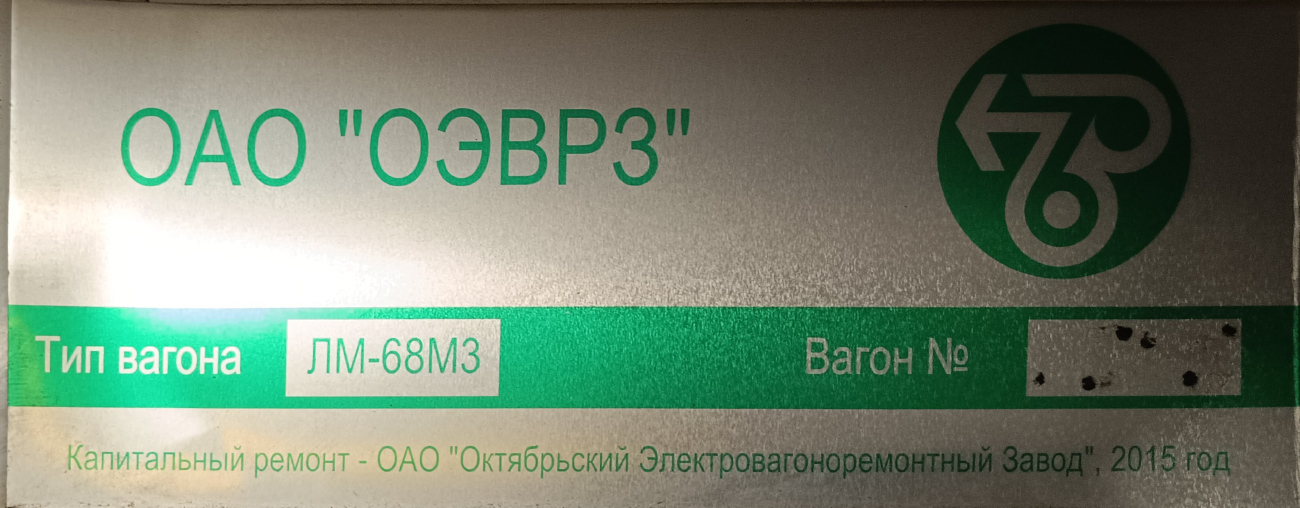 ОАО "ОЭВРЗ"
Тип вагона ЛМ-68М3 Вагон №
Капитальный ремонт - ОАО "Октябрьский Электровагоноремонтный Завод", 2015 год